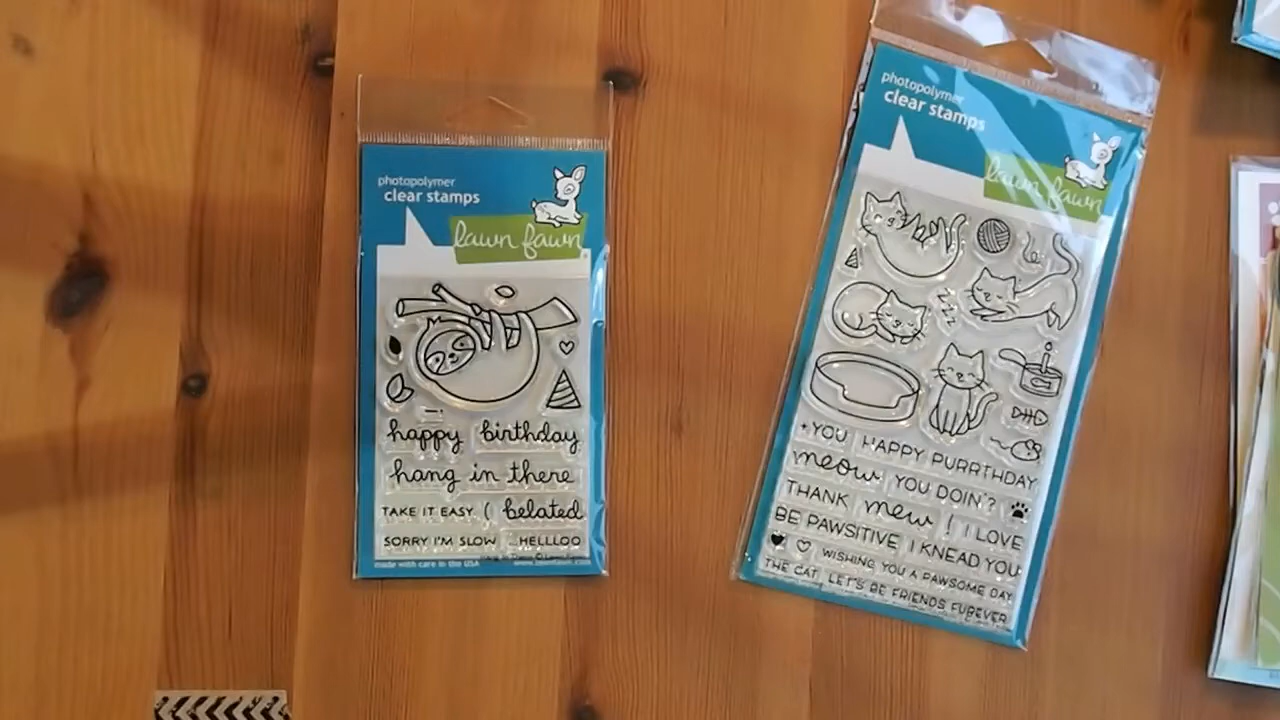 photopolymer
clear stamps
lawn fawn
happy birthday
hang in there
TAKE IT EASY ( belated
SORRY I'M SLOW ...HELLLOO
made with care in the USA
photopolymer
clear stamps
lawn fawn
zzz
+YOU HAPPY PURRTHDAY
meow YOU DOIN'?
THANK mew ! I LOVE
BE PAWSITIVE I KNEAD YOU
WISHING YOU A PAWSOME DAY
THE CAT LET'S BE FRIENDS FUREVER